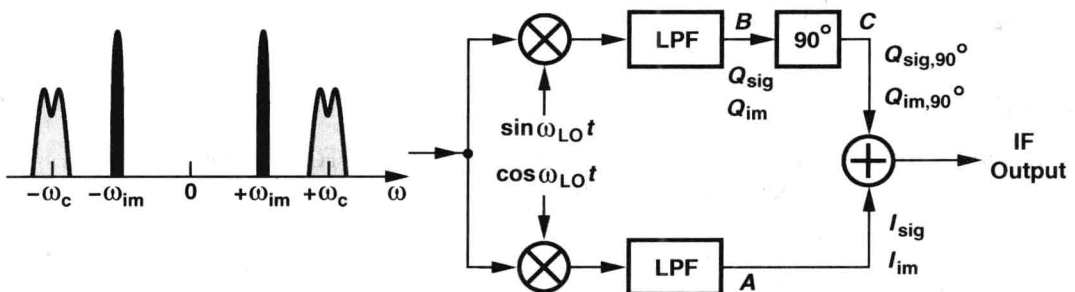 −ω_c −ω_im 0 +ω_im +ω_c ω
sin ω_LO t
cos ω_LO t
LPF
B
90°
C
Q_sig
Q_im
Q_sig,90°
Q_im,90°
IF
Output
I_sig
I_im
LPF
A